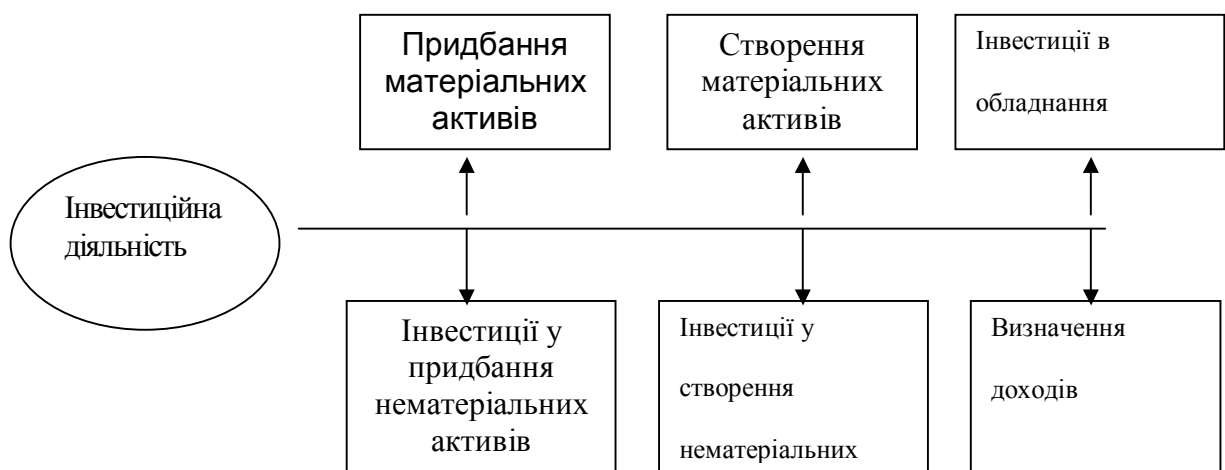 Придбання
матеріальних
активів
Створення
матеріальних
активів
Інвестиції в
обладнання
Інвестиційна
діяльність
Інвестиції у
придбання
нематеріальних
активів
Інвестиції у
створення
нематеріальних
Визначення
доходів